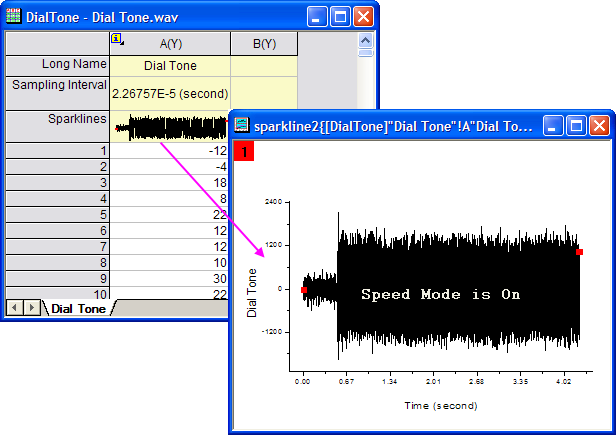 DialTone - Dial Tone.wav
A(Y) B(Y)
Long Name Dial Tone
Sampling Interval 2.26757E-5 (second)
Sparklines
1 -12
2 -4
3 18
4 8
5 22
6 12
7 12
8 10
9 30
10 22
Dial Tone
sparkline2{[DialTone]"Dial Tone"!A"Dial To...
1
2400
1200
0
-1200
Dial Tone
Speed Mode is On
0.00 0.67 1.34 2.01 2.68 3.35 4.02
Time (second)